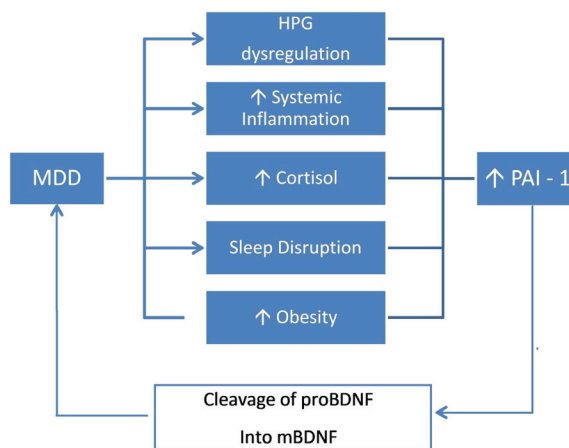 HPG
dysregulation
↑ Systemic
Inflammation
MDD
↑ Cortisol
↑ PAI - 1
Sleep Disruption
↑ Obesity
Cleavage of proBDNF
Into mBDNF